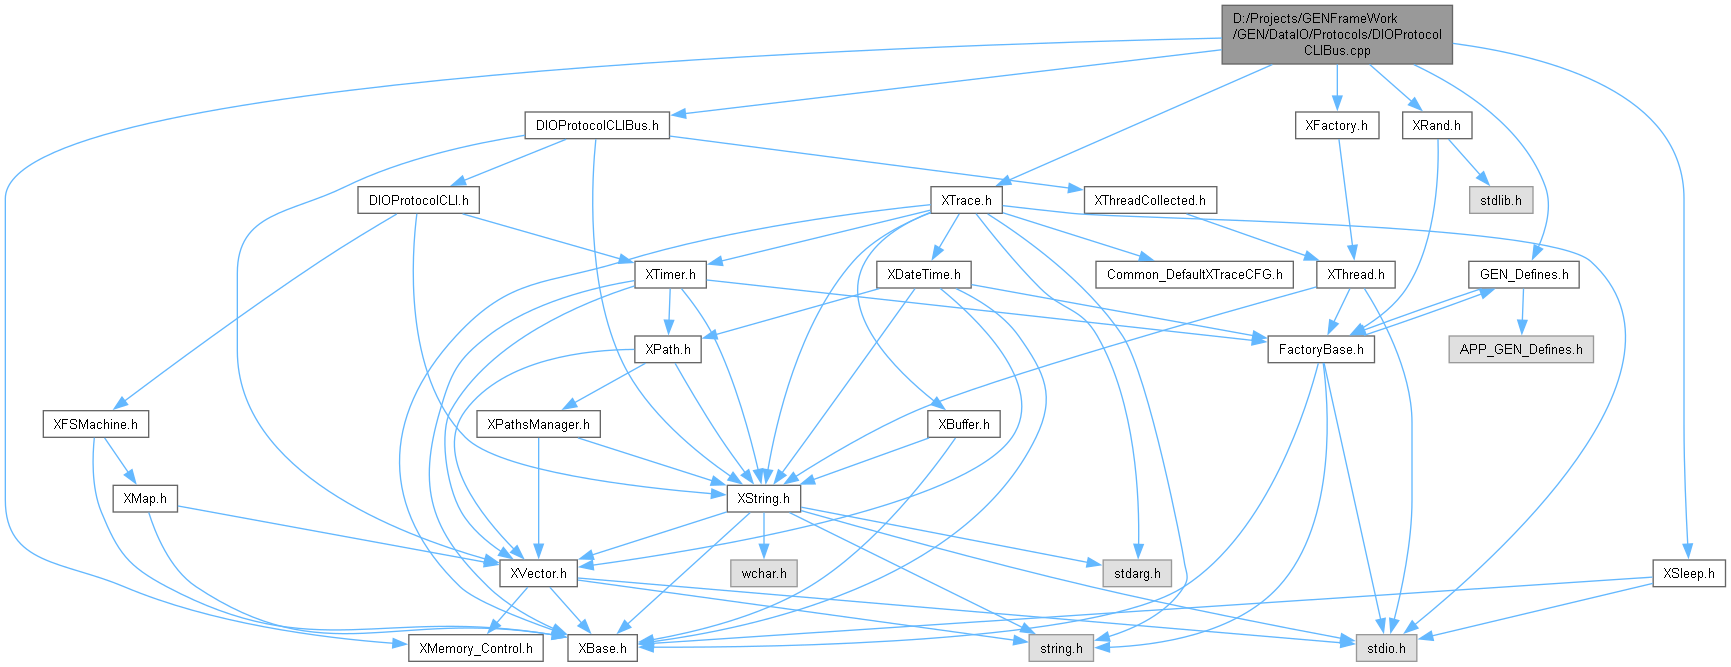 D:/Projects/GENFrameWork
/GEN/DataIO/Protocols/DIOProtocol
CLIBus.cpp
DIOProtocolCLIBus.h
XFactory.h
XRand.h
DIOProtocolCLI.h
XTrace.h
XThreadCollected.h
stdlib.h
XTimer.h
XDateTime.h
Common_DefaultXTraceCFG.h
XThread.h
GEN_Defines.h
XPath.h
FactoryBase.h
APP_GEN_Defines.h
XFSMachine.h
XPathsManager.h
XBuffer.h
XMap.h
XString.h
XVector.h
wchar.h
stdarg.h
XSleep.h
XMemory_Control.h
XBase.h
string.h
stdio.h